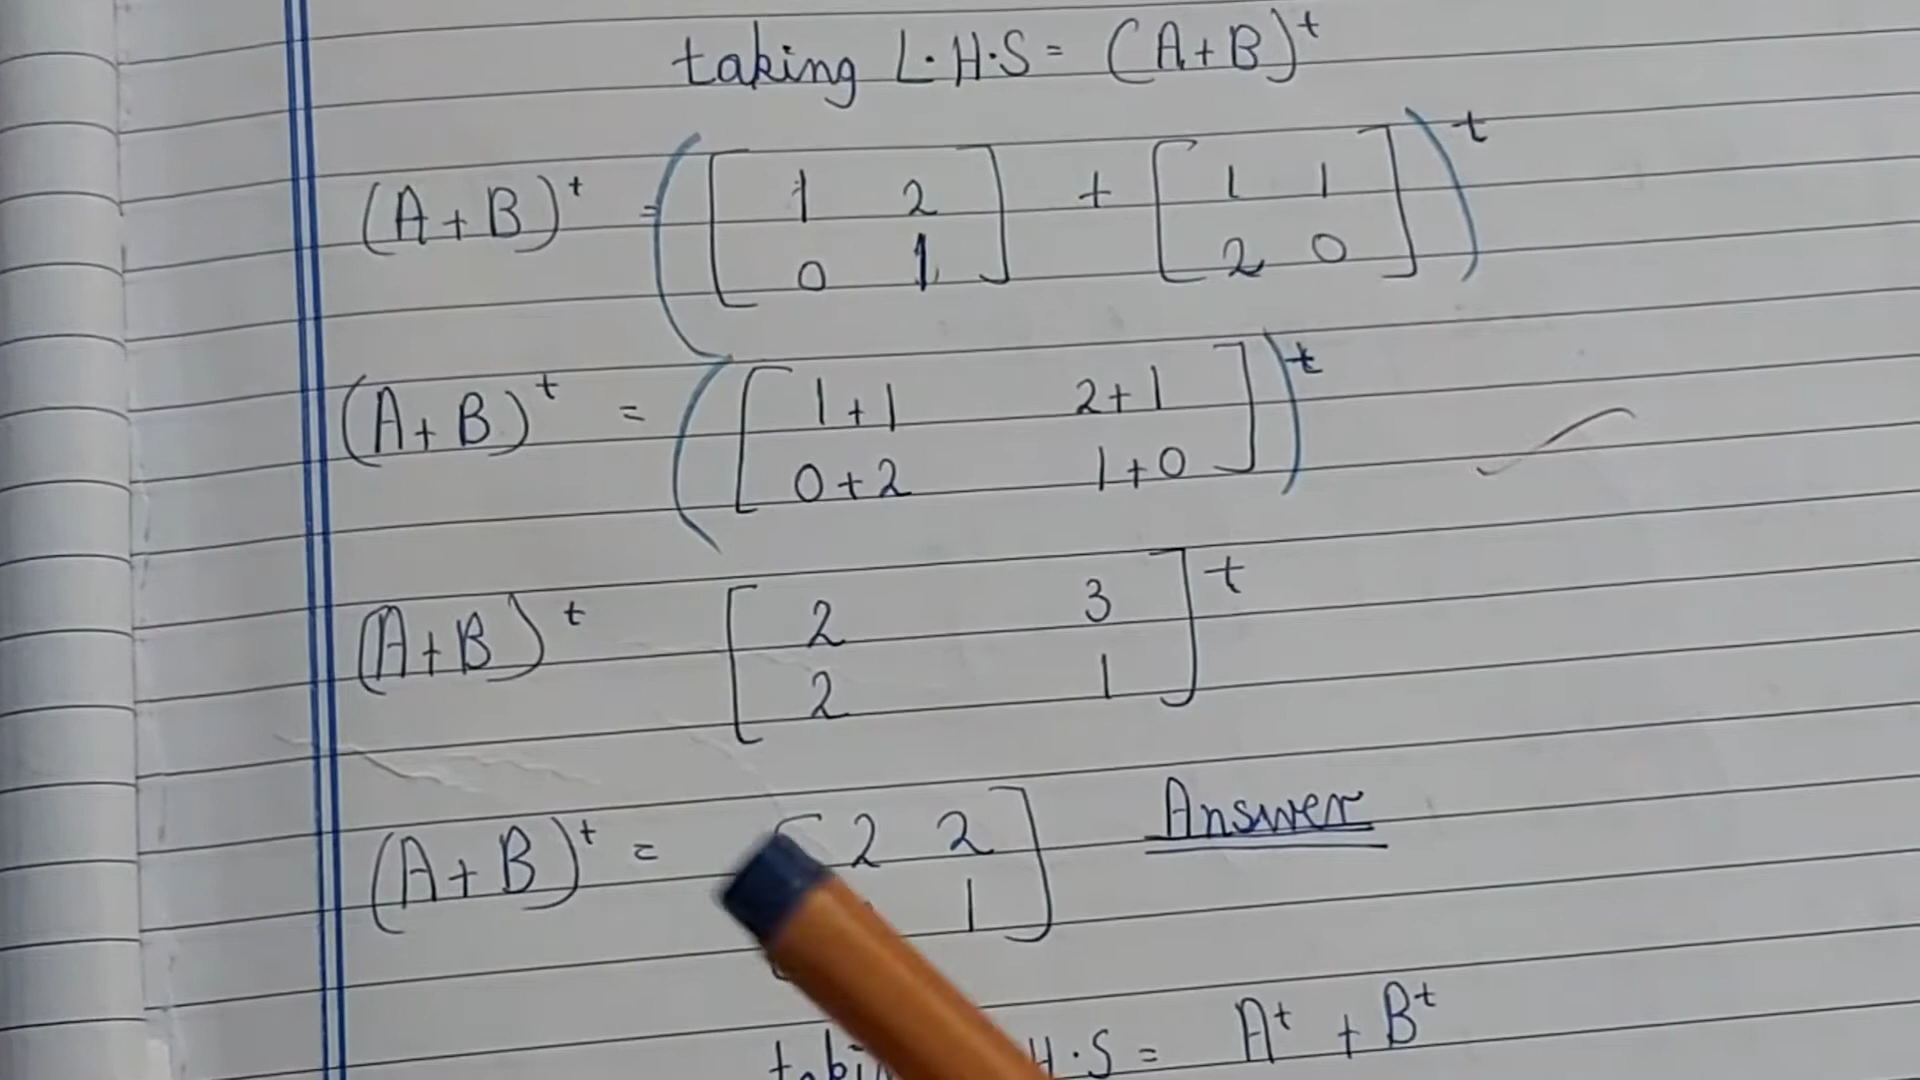 taking L.H.S = (A+B)^t
(A+B)^t = ([1 2
0 1] + [1 1
2 0])^t
(A+B)^t = ([1+1 2+1
0+2 1+0])^t
(A+B)^t [2 3
2 1]^t
(A+B)^t = [2 2
1] Answer
H.S = A^t + B^t